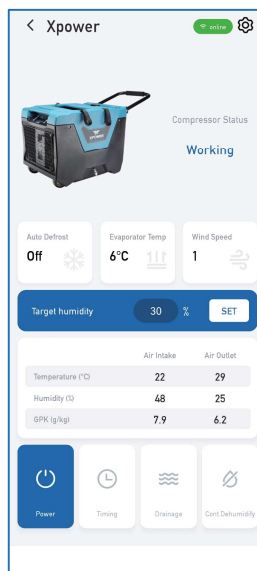 Xpower
online
Compressor Status
Working
XPOWER
Auto Defrost
Evaporator Temp
Wind Speed
Off
6°C
1
Target humidity 30 % SET
Air Intake Air Outlet
Temperature (°C) 22 29
Humidity (%) 48 25
GPK (g/kg) 7.9 6.2
Power
Timing
Drainage
Cont.Dehumidify